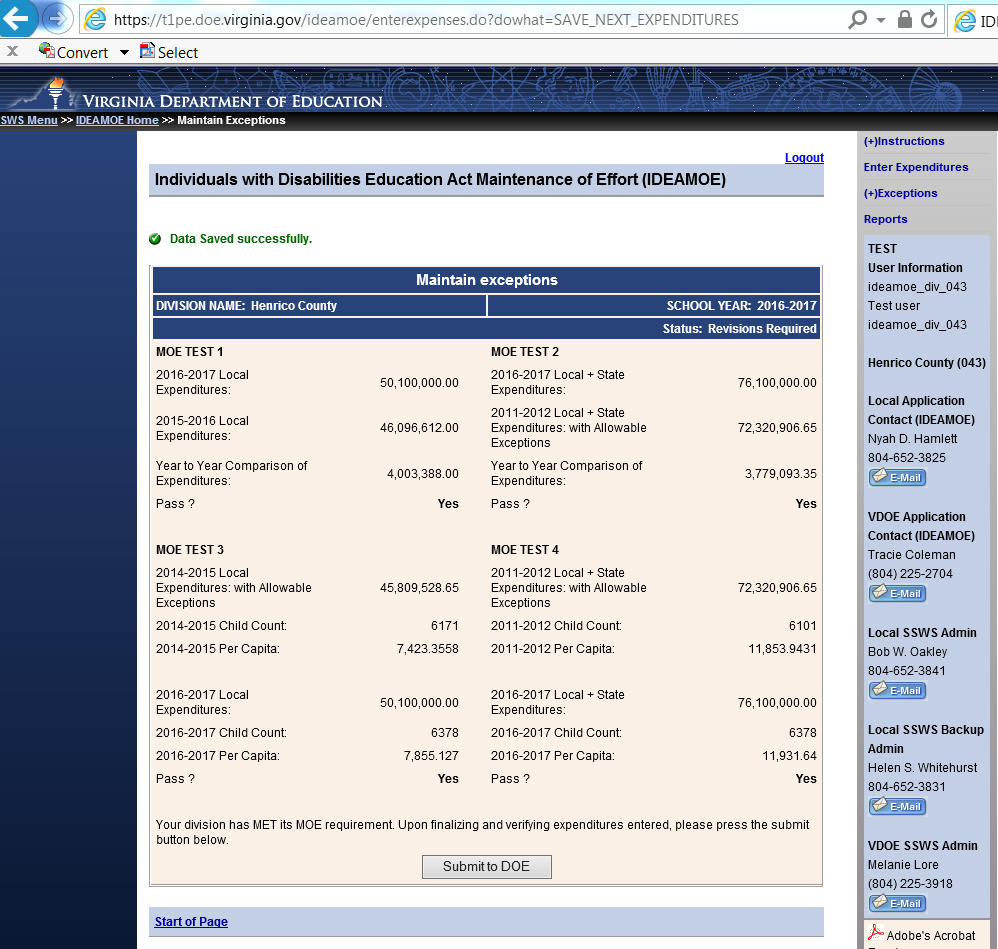 https://t1pe.doe.virginia.gov/ideamoe/enterexpenses.do?dowhat=SAVE_NEXT_EXPENDITURES
x Convert Select
VIRGINIA DEPARTMENT OF EDUCATION
SWS Menu >> IDEAMOE Home >> Maintain Exceptions
Logout
Individuals with Disabilities Education Act Maintenance of Effort (IDEAMOE)
Data Saved successfully.
Maintain exceptions
DIVISION NAME: Henrico County
SCHOOL YEAR: 2016-2017
Status: Revisions Required
MOE TEST 1
2016-2017 Local
Expenditures:
50,100,000.00
2015-2016 Local
Expenditures:
46,096,612.00
Year to Year Comparison of
Expenditures:
4,003,388.00
Pass ? Yes
MOE TEST 2
2016-2017 Local + State
Expenditures:
76,100,000.00
2011-2012 Local + State
Expenditures: with Allowable
Exceptions
72,320,906.65
Year to Year Comparison of
Expenditures:
3,779,093.35
Pass ? Yes
MOE TEST 3
2014-2015 Local
Expenditures: with Allowable
Exceptions
45,809,528.65
2014-2015 Child Count: 6171
2014-2015 Per Capita: 7,423.3558
2016-2017 Local
Expenditures:
50,100,000.00
2016-2017 Child Count: 6378
2016-2017 Per Capita: 7,855.127
Pass ? Yes
MOE TEST 4
2011-2012 Local + State
Expenditures: with Allowable
Exceptions
72,320,906.65
2011-2012 Child Count: 6101
2011-2012 Per Capita: 11,853.9431
2016-2017 Local + State
Expenditures:
76,100,000.00
2016-2017 Child Count: 6378
2016-2017 Per Capita: 11,931.64
Pass ? Yes
Your division has MET its MOE requirement. Upon finalizing and verifying expenditures entered, please press the submit
button below.
Submit to DOE
Start of Page
(+)Instructions
Enter Expenditures
(+)Exceptions
Reports
TEST
User Information
ideamoe_div_043
Test user
ideamoe_div_043
Henrico County (043)
Local Application
Contact (IDEAMOE)
Nyah D. Hamlett
804-652-3825
E-Mail
VDOE Application
Contact (IDEAMOE)
Tracie Coleman
(804) 225-2704
E-Mail
Local SSWS Admin
Bob W. Oakley
804-652-3841
E-Mail
Local SSWS Backup
Admin
Helen S. Whitehurst
804-652-3831
E-Mail
VDOE SSWS Admin
Melanie Lore
(804) 225-3918
E-Mail
Adobe's Acrobat